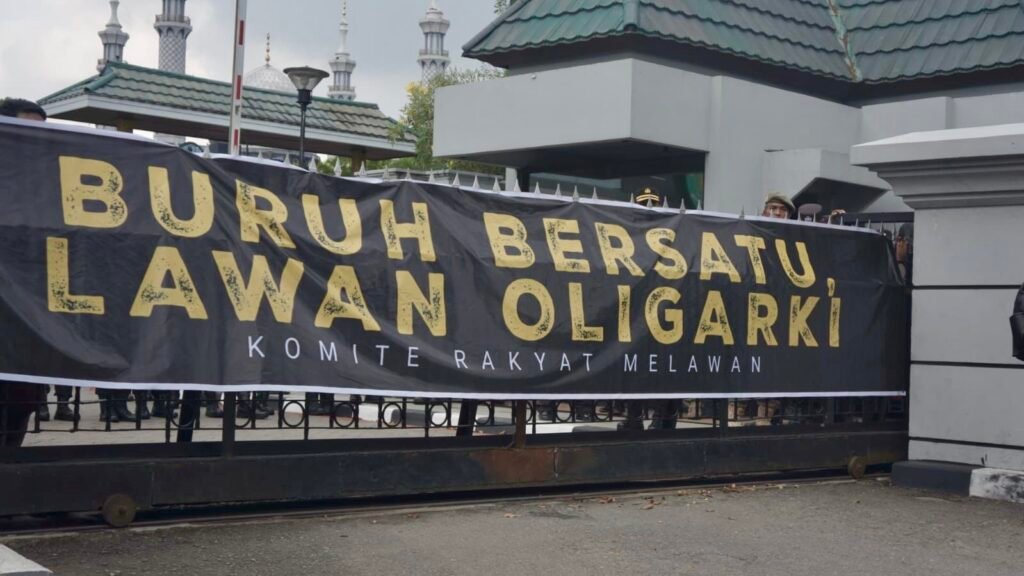 BURUH BERSATU,
LAWAN OLIGARKI
KOMITE RAKYAT MELAWAN